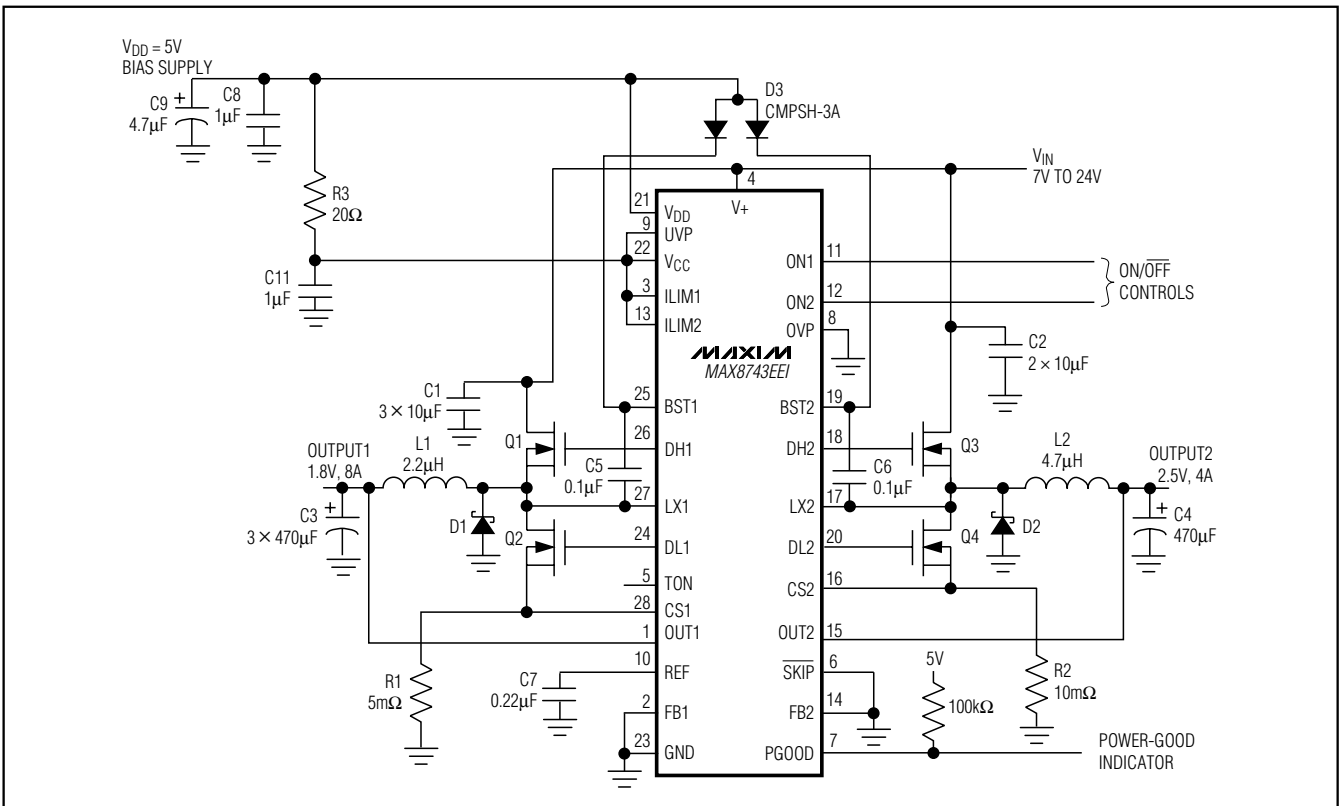 V_DD = 5V
BIAS SUPPLY
C9
+
4.7μF
C8
1μF
D3
CMPSH-3A
R3
20Ω
V_IN
7V TO 24V
C11
1μF
4
V+
21
V_DD
9
UVP
22
V_CC
3
ILIM1
13
ILIM2
ON1
11
ON2
12
ON/O̅F̅F̅
CONTROLS
OVP
8
C2
2 × 10μF
MAXIM
MAX8743EEI
C1
3 × 10μF
25
BST1
BST2
19
Q1
26
DH1
DH2
18
Q3
OUTPUT1
1.8V, 8A
L1
2.2μH
C5
0.1μF
C6
0.1μF
L2
4.7μH
OUTPUT2
2.5V, 4A
27
LX1
LX2
17
+
C3
3 × 470μF
D1
Q2
24
DL1
DL2
20
Q4
D2
+
C4
470μF
5
TON
28
CS1
CS2
16
1
OUT1
OUT2
15
R1
5mΩ
10
REF
C7
0.22μF
S̅K̅I̅P̅
6
5V
100kΩ
R2
10mΩ
2
FB1
FB2
14
23
GND
PGOOD
7
POWER-GOOD
INDICATOR